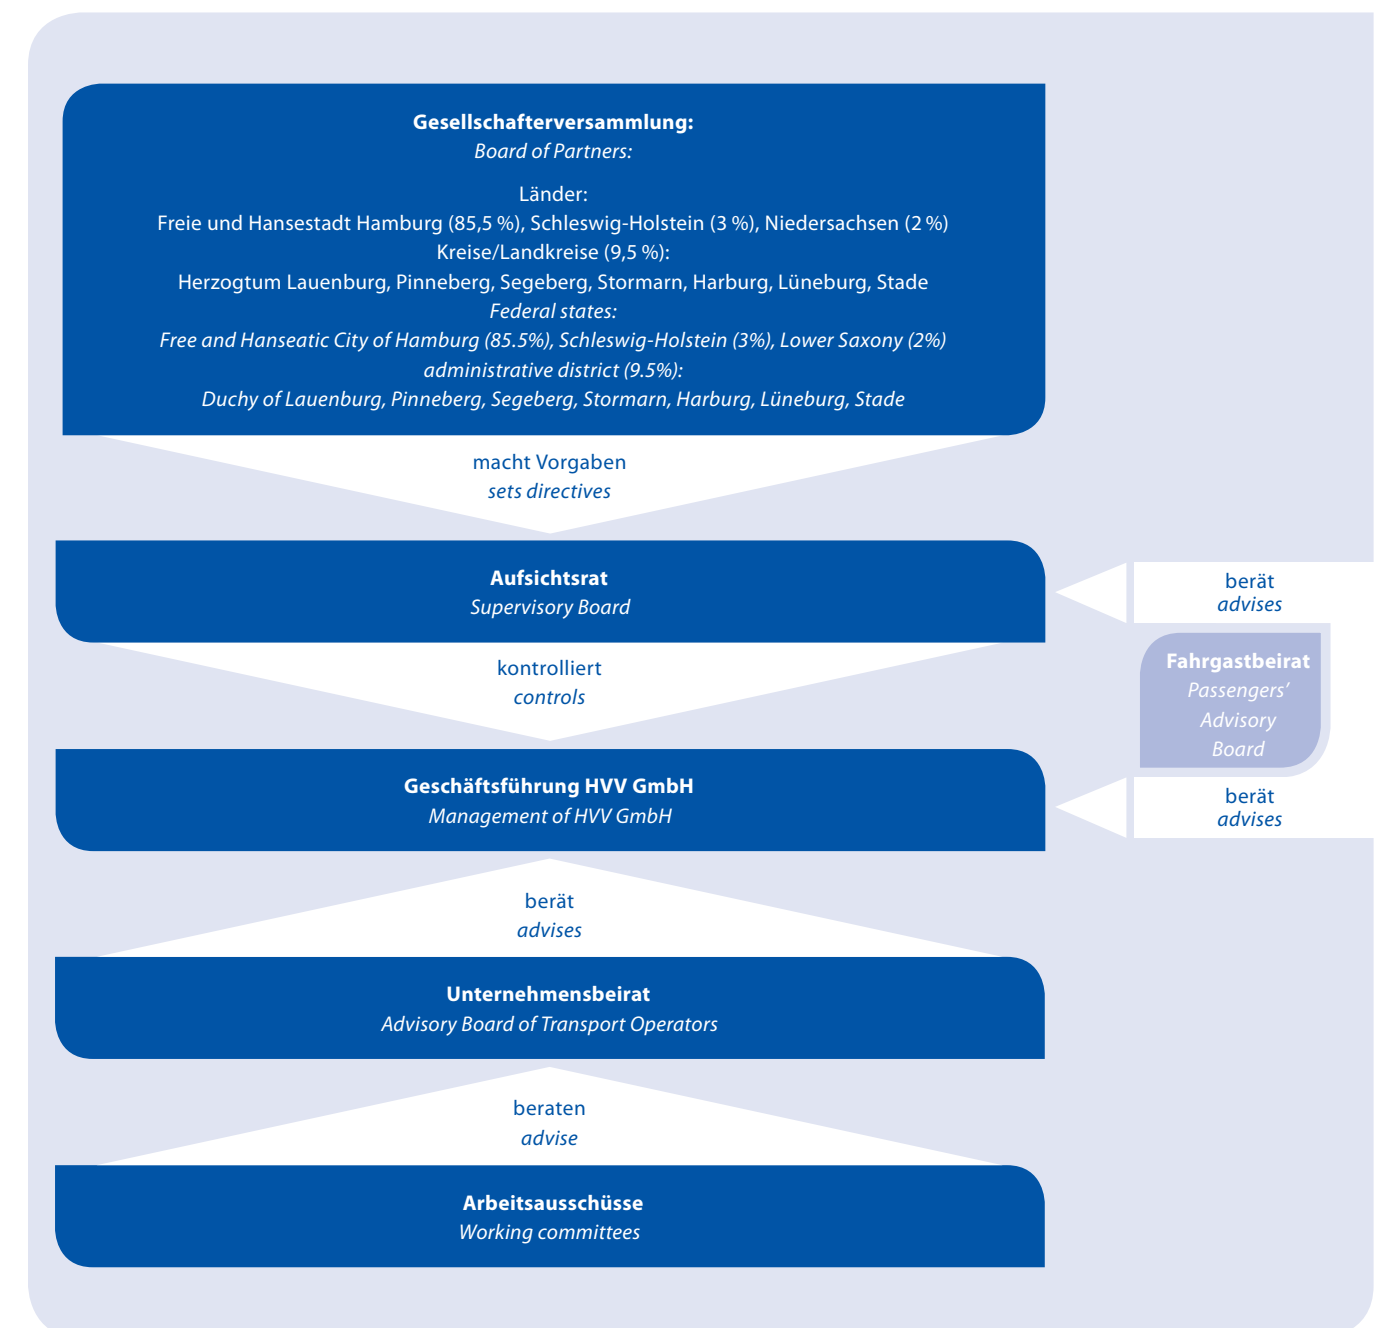 Gesellschafterversammlung:
Board of Partners:
Länder:
Freie und Hansestadt Hamburg (85,5 %), Schleswig-Holstein (3 %), Niedersachsen (2 %)
Kreise/Landkreise (9,5 %):
Herzogtum Lauenburg, Pinneberg, Segeberg, Stormarn, Harburg, Lüneburg, Stade
Federal states:
Free and Hanseatic City of Hamburg (85.5%), Schleswig-Holstein (3%), Lower Saxony (2%)
administrative district (9.5%):
Duchy of Lauenburg, Pinneberg, Segeberg, Stormarn, Harburg, Lüneburg, Stade
macht Vorgaben
sets directives
Aufsichtsrat
Supervisory Board
berät
advises
kontrolliert
controls
Fahrgastbeirat
Passengers’
Advisory
Board
Geschäftsführung HVV GmbH
Management of HVV GmbH
berät
advises
berät
advises
Unternehmensbeirat
Advisory Board of Transport Operators
beraten
advise
Arbeitsausschüsse
Working committees